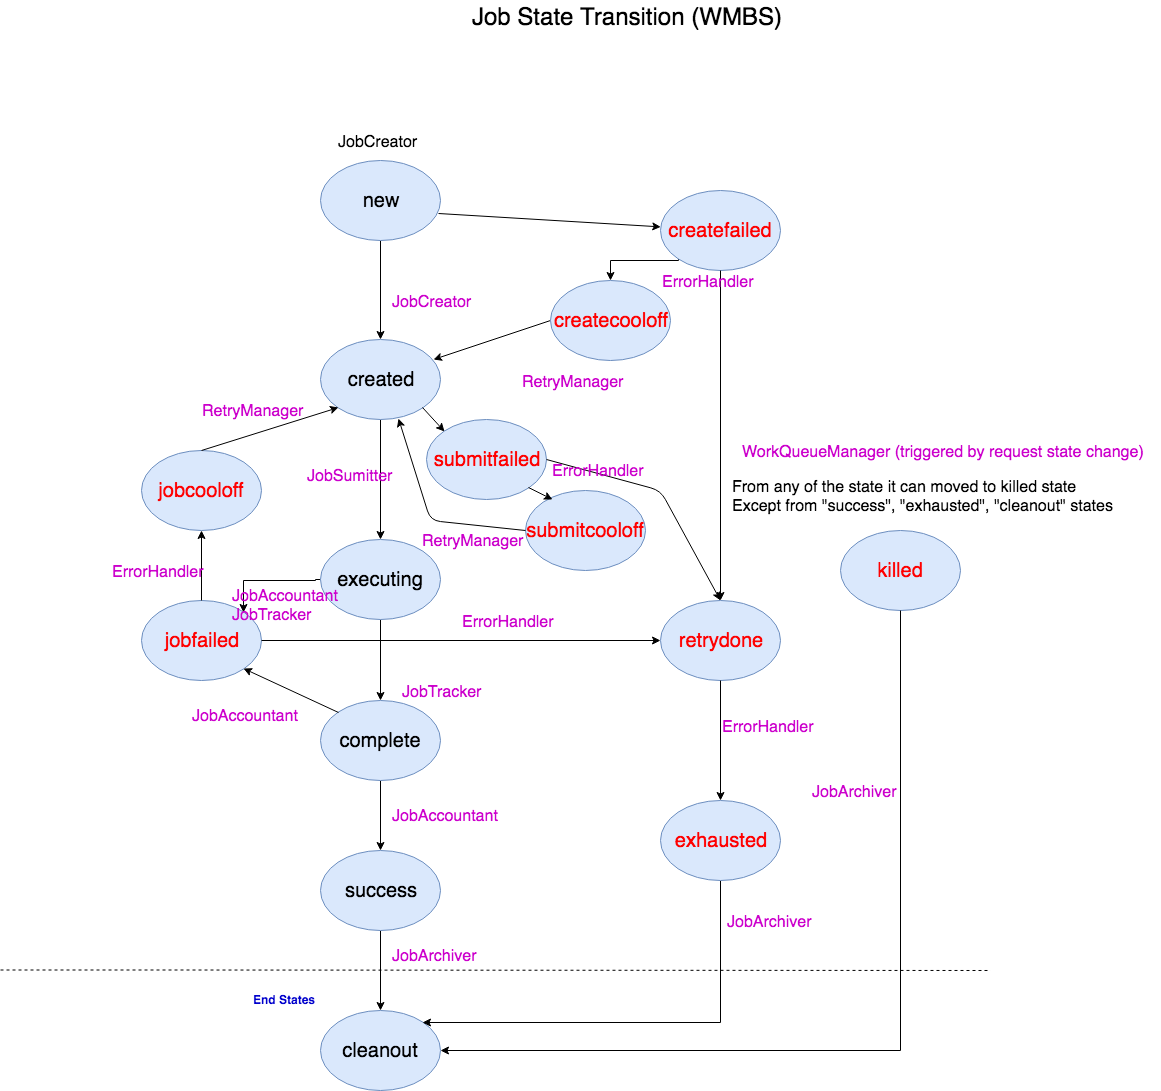 Job State Transition (WMBS)
JobCreator
new
createfailed
ErrorHandler
JobCreator
createcooloff
created
RetryManager
RetryManager
WorkQueueManager (triggered by request state change)
submitfailed
ErrorHandler
JobSumitter
From any of the state it can moved to killed state
Except from "success", "exhausted", "cleanout" states
jobcooloff
submitcooloff
RetryManager
ErrorHandler
executing
killed
JobAccountant
JobTracker
ErrorHandler
jobfailed
retrydone
JobTracker
JobAccountant
ErrorHandler
complete
JobArchiver
JobAccountant
exhausted
success
JobArchiver
JobArchiver
End States
cleanout